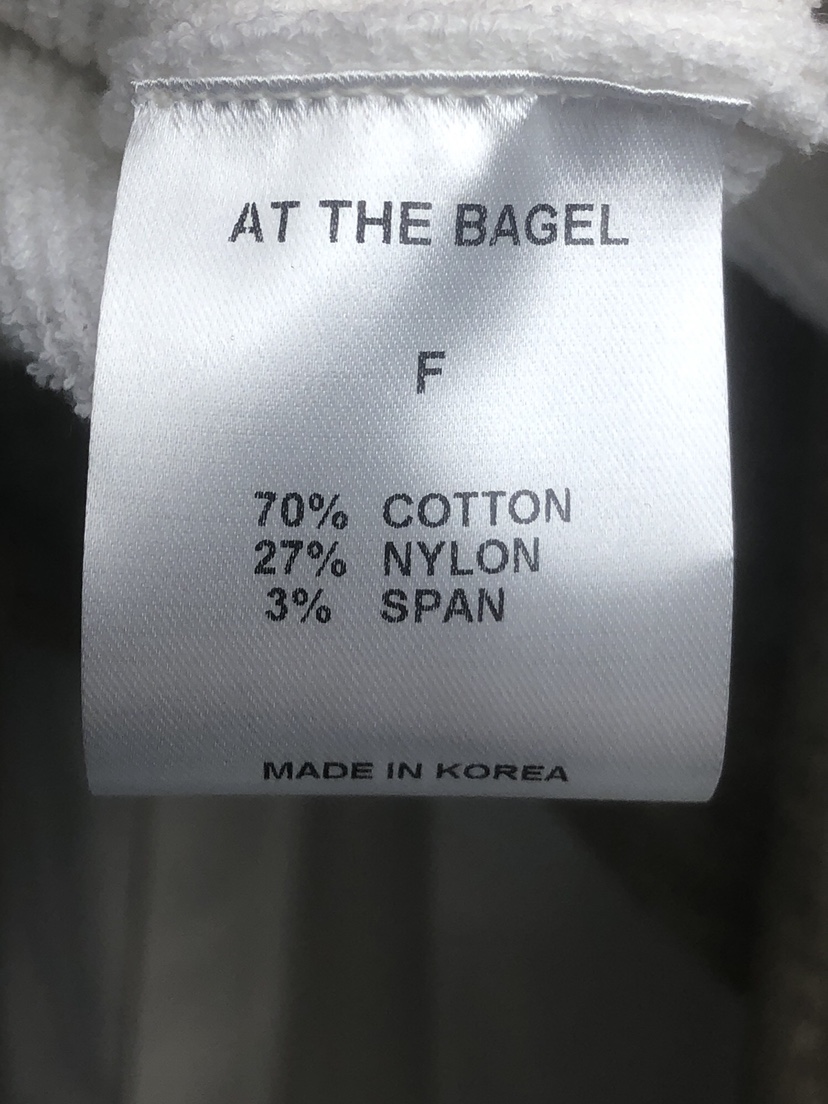 AT THE BAGEL
F
70% COTTON
27% NYLON
3% SPAN
MADE IN KOREA